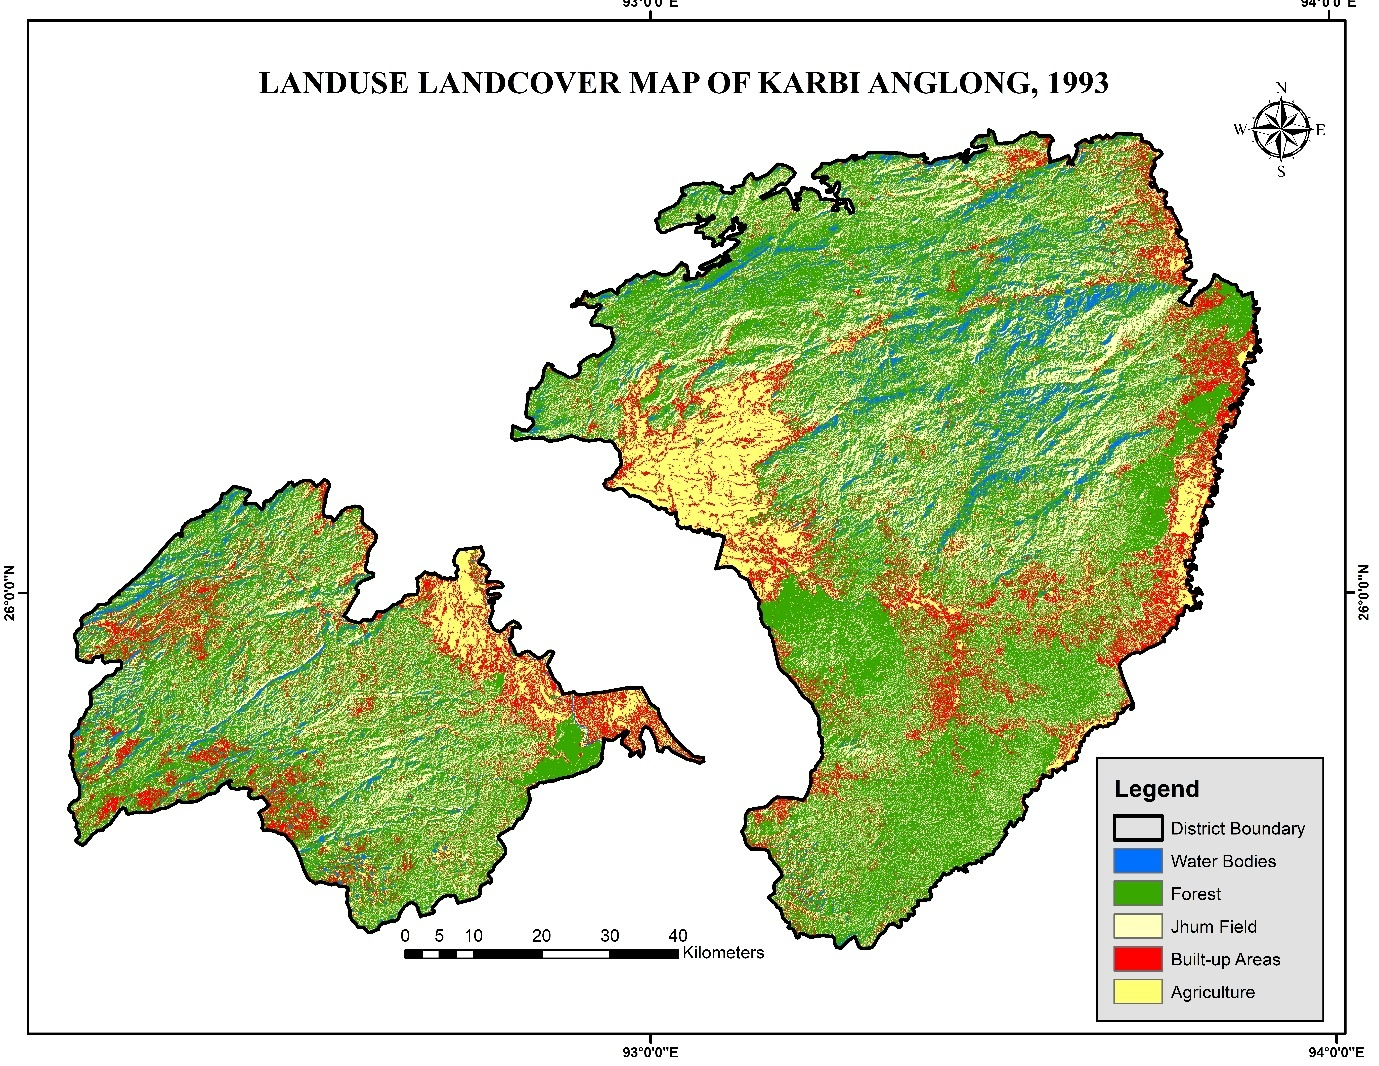 93°0'0"E
94°0'0"E
LANDUSE LANDCOVER MAP OF KARBI ANGLONG, 1993
N
W E
S
26°0'0"N
26°0'0"N
Legend
District Boundary
Water Bodies
Forest
Jhum Field
Built-up Areas
Agriculture
0 5 10 20 30 40
Kilometers
93°0'0"E
94°0'0"E